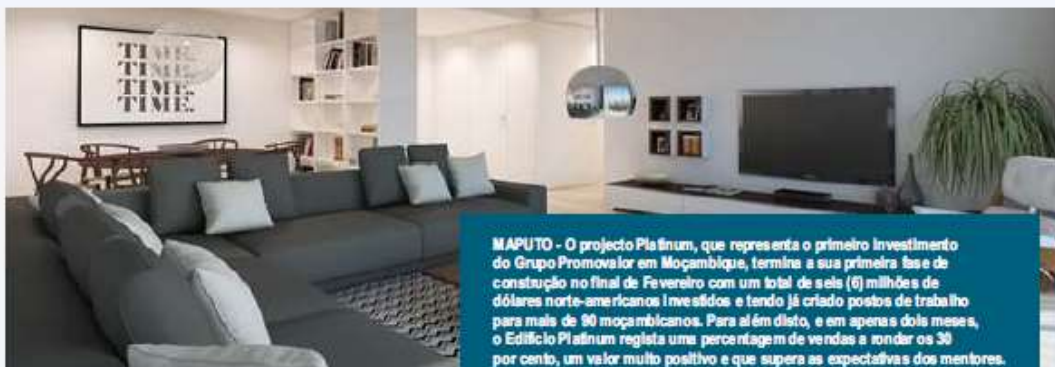 TIME.
TIME.
TIME.
TIME.
MAPUTO - O projecto Platinum, que representa o primeiro investimento
do Grupo Promovalor em Moçambique, termina a sua primeira fase de
construção no final de Fevereiro com um total de seis (6) milhões de
dólares norte-americanos investidos e tendo já criado postos de trabalho
para mais de 90 moçambicanos. Para além disto, e em apenas dois meses,
o Edifício Platinum regista uma percentagem de vendas a rondar os 30
por cento, um valor muito positivo e que supera as expectativas dos mentores.